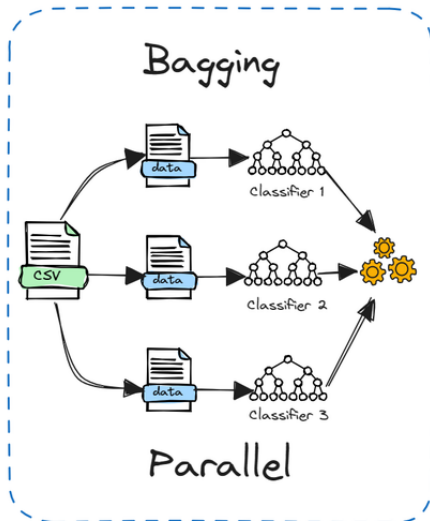 Bagging
data
Classifier 1
CSV
data
Classifier 2
data
Classifier 3
Parallel